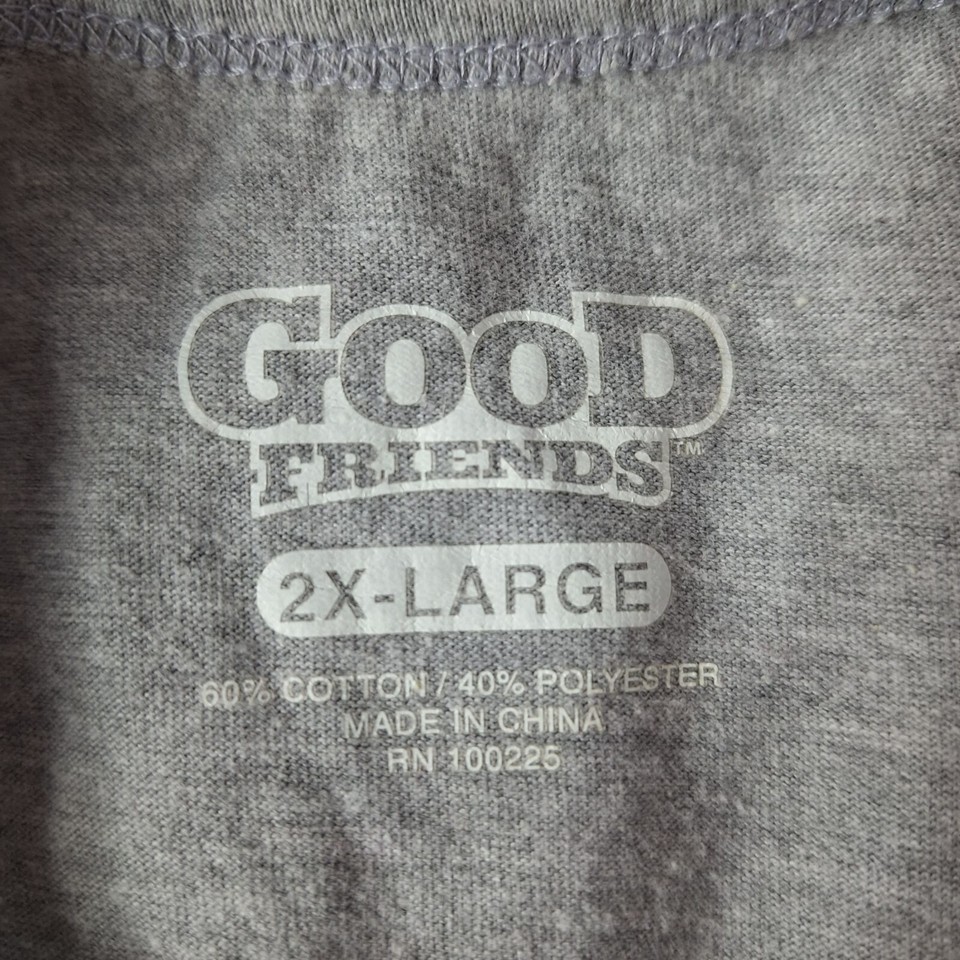 GOOD
FRIENDS™
2X-LARGE
60% COTTON / 40% POLYESTER
MADE IN CHINA
RN 100225